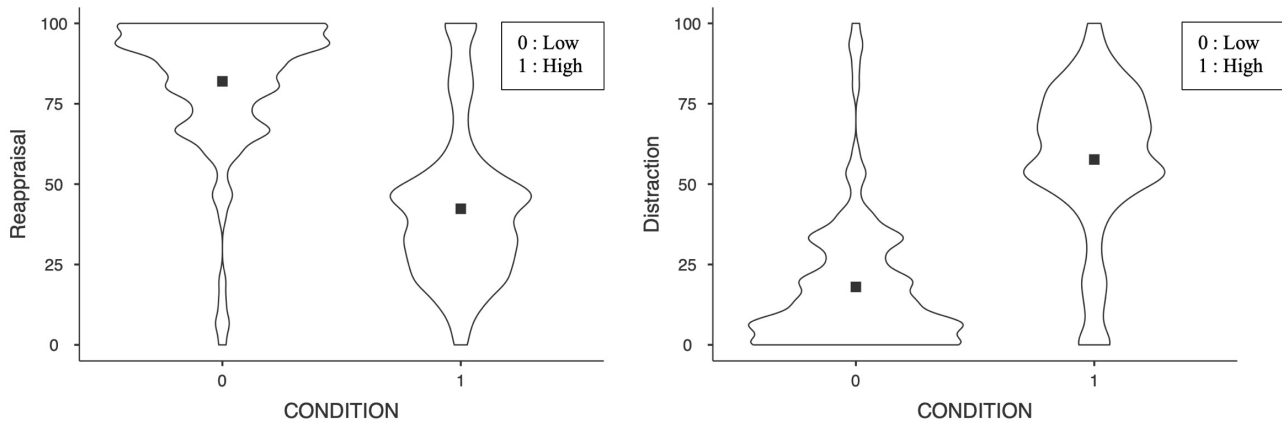 100
75
50
25
0
Reappraisal
0
1
CONDITION
0 : Low
1 : High
100
75
50
25
0
Distraction
0
1
CONDITION
0 : Low
1 : High